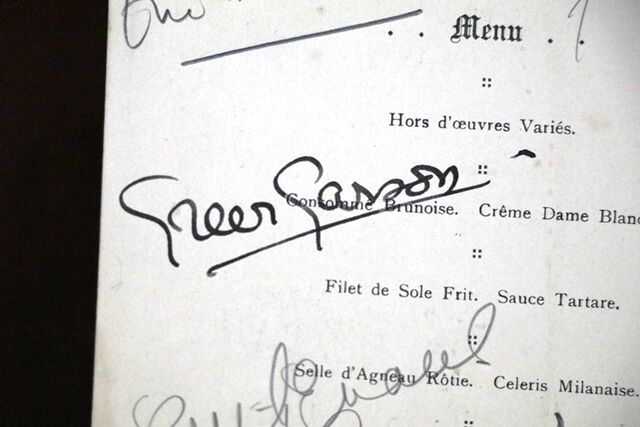 . . Menu . .
Hors d'œuvres Variés.
Greer Garson
Consommé Brunoise. Crême Dame Blan
Filet de Sole Frit. Sauce Tartare.
Selle d'Agneau Rôtie. Celeris Milanaise.